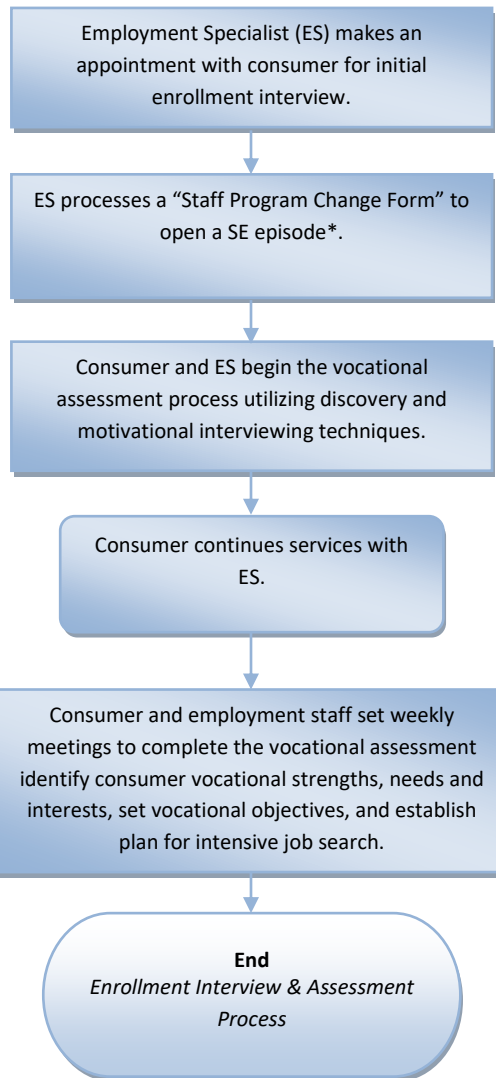 Employment Specialist (ES) makes an
appointment with consumer for initial
enrollment interview.
ES processes a “Staff Program Change Form” to
open a SE episode*.
Consumer and ES begin the vocational
assessment process utilizing discovery and
motivational interviewing techniques.
Consumer continues services with
ES.
Consumer and employment staff set weekly
meetings to complete the vocational assessment
identify consumer vocational strengths, needs and
interests, set vocational objectives, and establish
plan for intensive job search.
End
Enrollment Interview & Assessment
Process